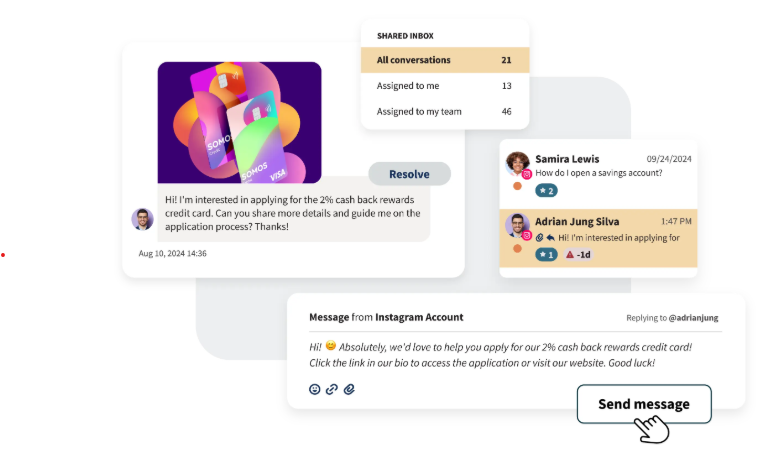 SHARED INBOX
All conversations 21
Assigned to me 13
Assigned to my team 46
SOMOS
SOMOS
VISA
Resolve
Hi! I'm interested in applying for the 2% cash back rewards
credit card. Can you share more details and guide me on the
application process? Thanks!
Aug 10, 2024 14:36
Samira Lewis 09/24/2024
How do I open a savings account?
2
Adrian Jung Silva 1:47 PM
Hi! I'm interested in applying for
1 -1d
Message from Instagram Account Replying to @adrianjung
Hi! 😄 Absolutely, we'd love to help you apply for our 2% cash back rewards credit card!
Click the link in our bio to access the application or visit our website. Good luck!
Send message